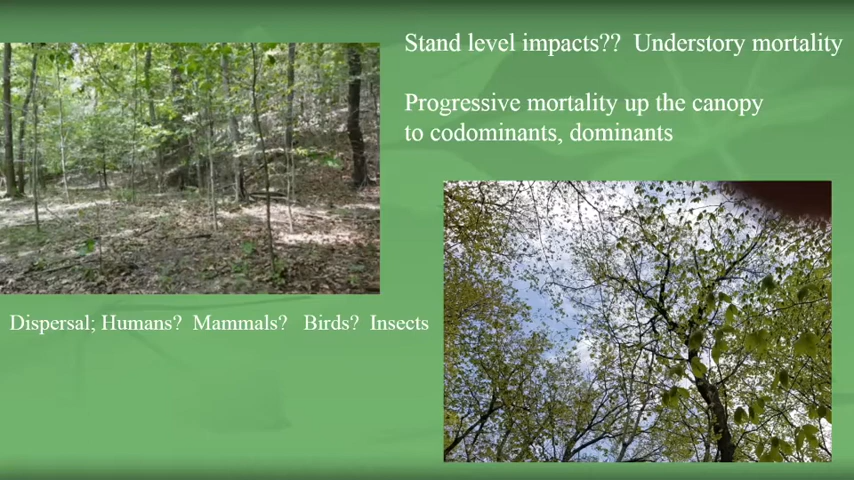 Stand level impacts?? Understory mortality
Progressive mortality up the canopy
to codominants, dominants
Dispersal; Humans? Mammals? Birds? Insects